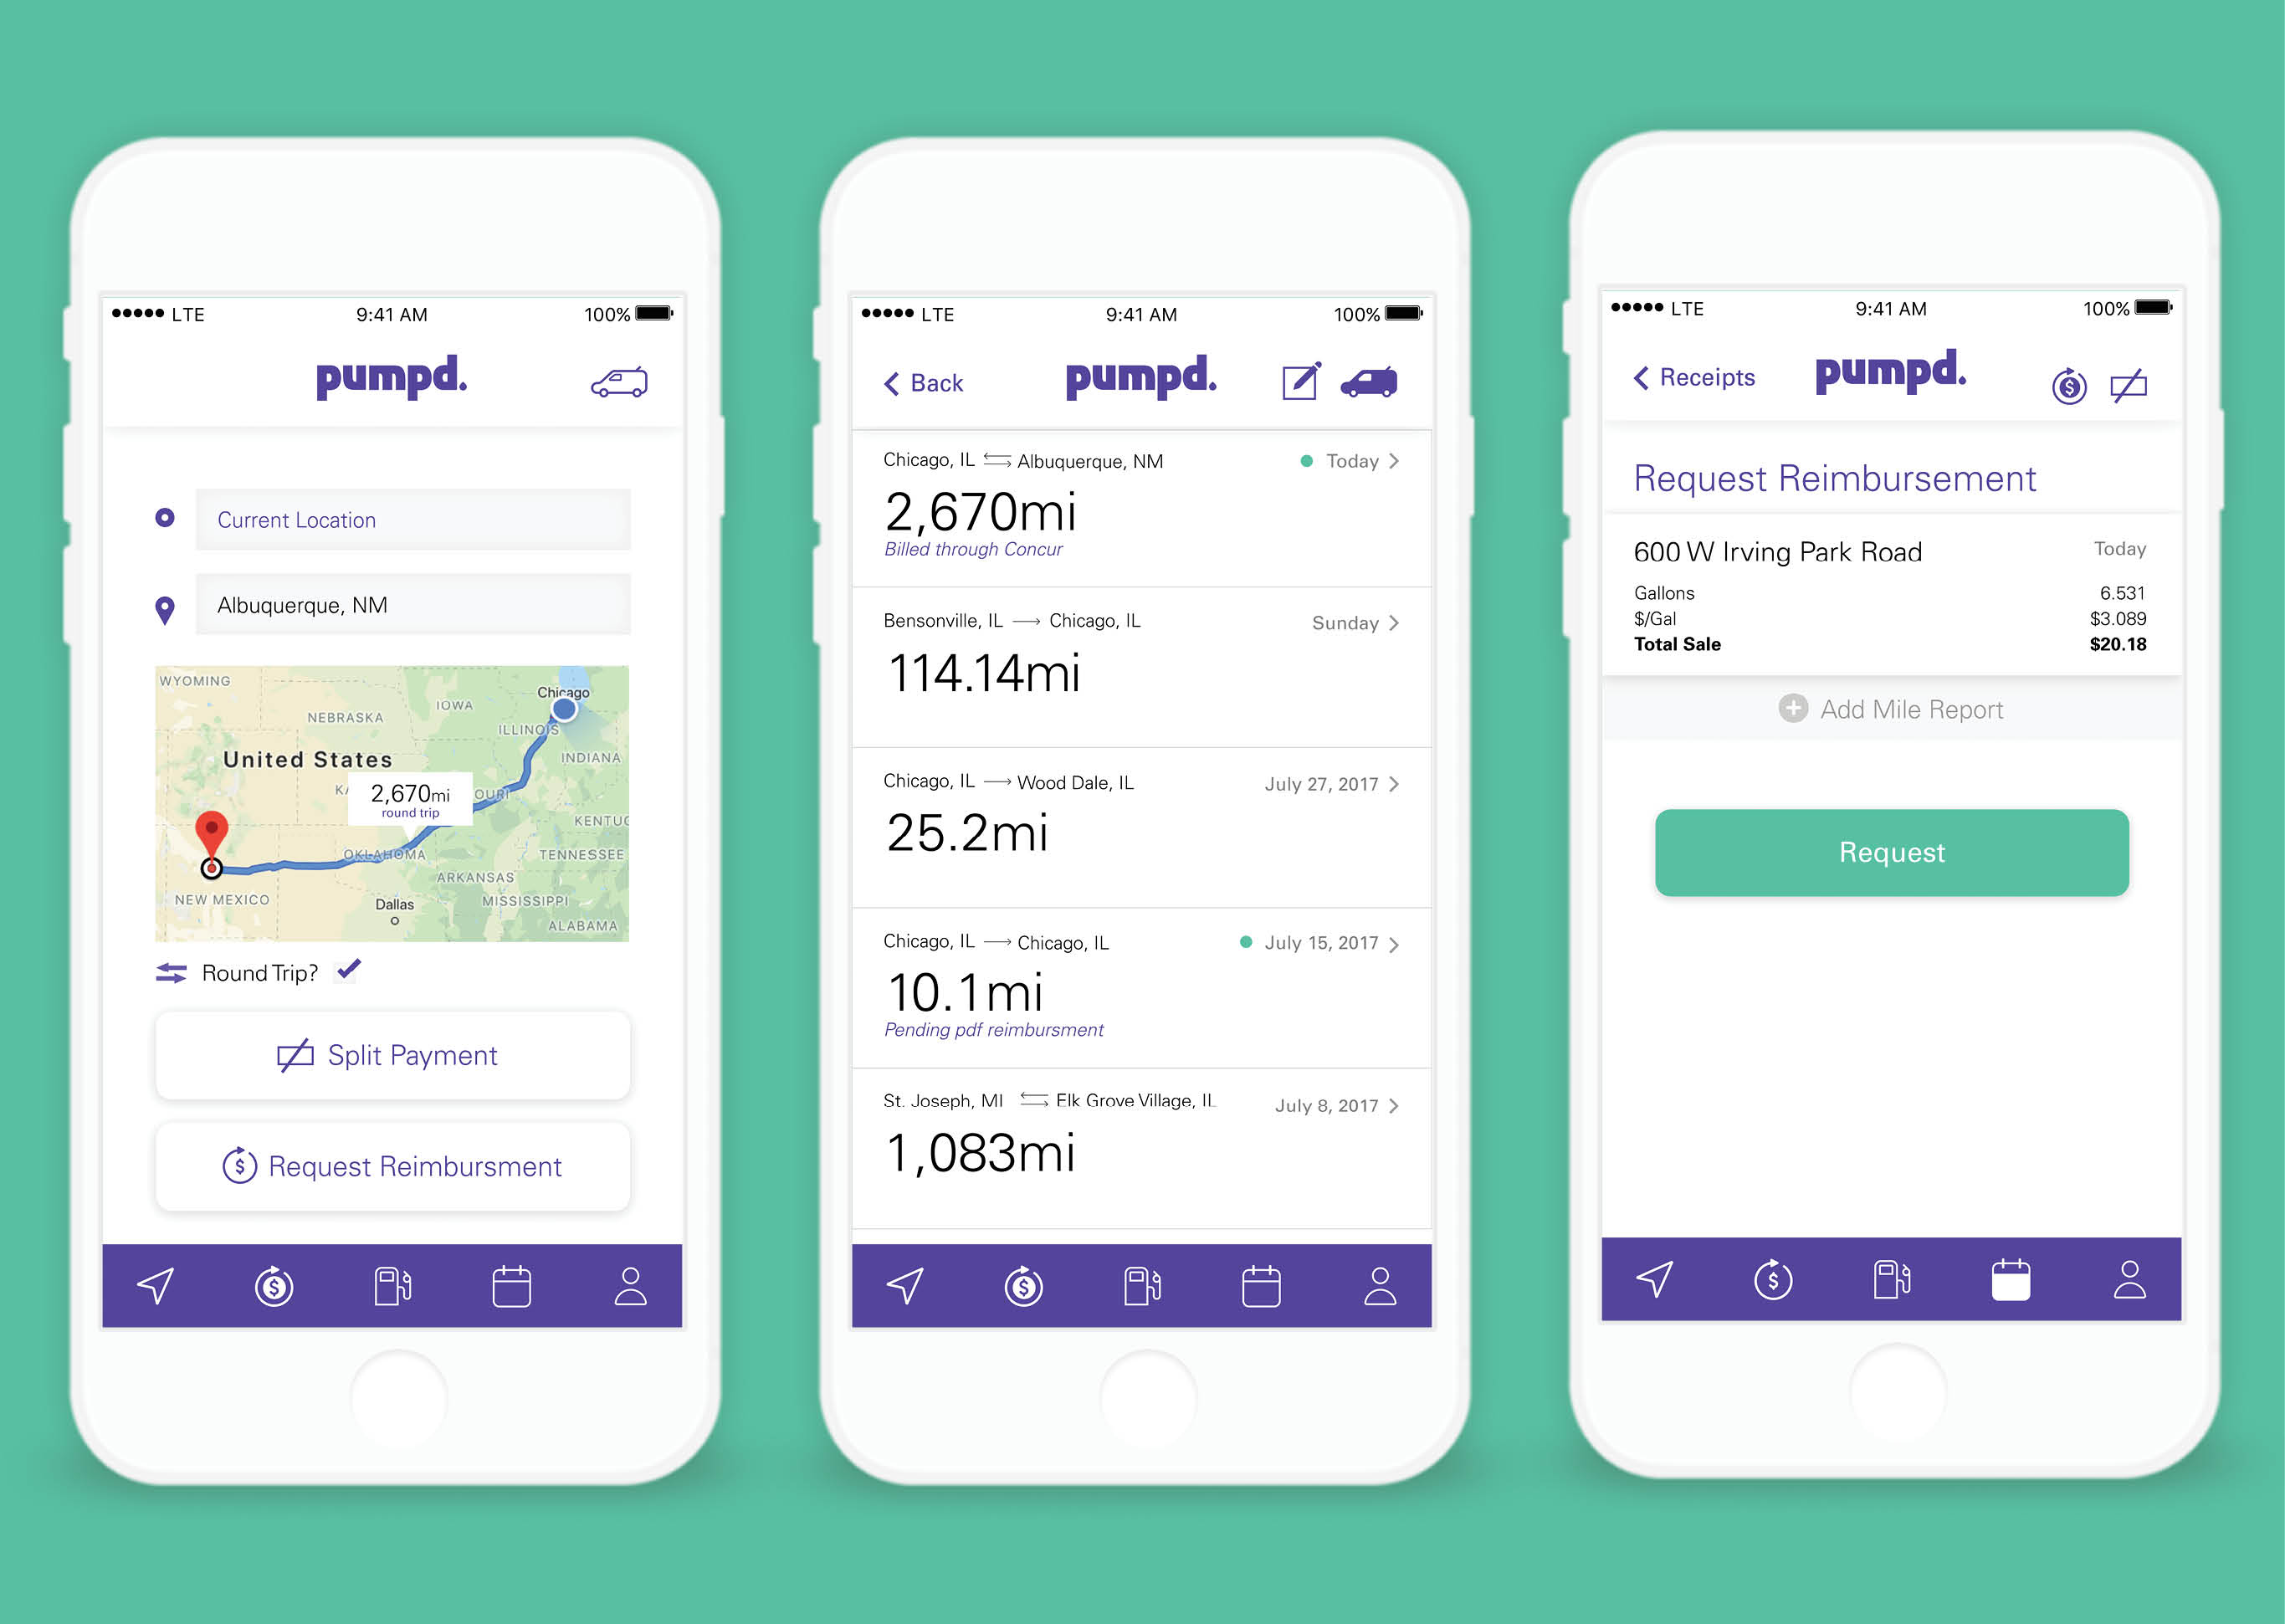 LTE 9:41 AM 100%
pumpd.
Current Location
Albuquerque, NM
WYOMING
Chicago
IOWA
NEBRASKA
ILLINOIS
United States
INDIANA
2,670mi
round trip
OURI
KENTUC
OKLAHOMA
TENNESSEE
ARKANSAS
NEW MEXICO
Dallas
MISSISSIPPI
ALABAMA
Round Trip?
Split Payment
$ Request Reimbursment
$
LTE 9:41 AM 100%
Back pumpd.
Chicago, IL Albuquerque, NM Today
2,670mi
Billed through Concur
Bensonville, IL Chicago, IL Sunday
114.14mi
Chicago, IL Wood Dale, IL July 27, 2017
25.2mi
Chicago, IL Chicago, IL July 15, 2017
10.1mi
Pending pdf reimbursment
St. Joseph, MI Elk Grove Village, IL July 8, 2017
1,083mi
$
LTE 9:41 AM 100%
Receipts pumpd. $
Request Reimbursement
600 W Irving Park Road Today
Gallons 6.531
$/Gal $3.089
Total Sale $20.18
Add Mile Report
Request
$